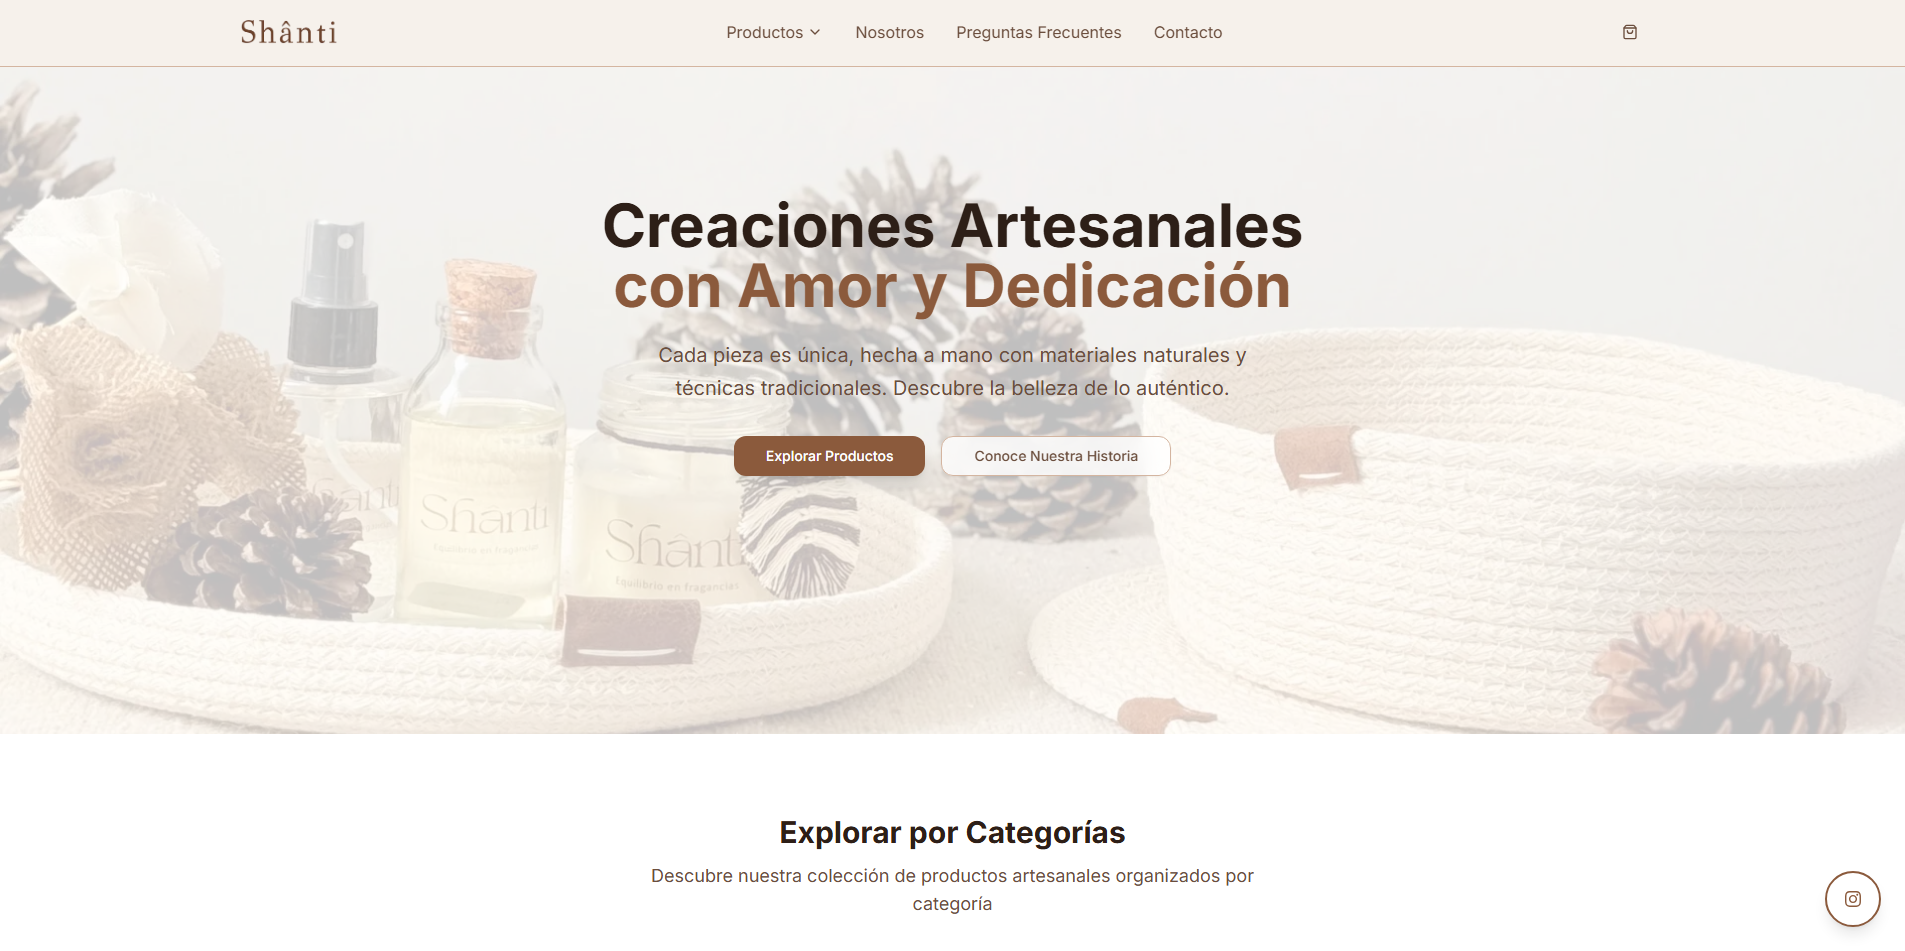 Shânti
Productos
Nosotros
Preguntas Frecuentes
Contacto
Creaciones Artesanales
con Amor y Dedicación
Cada pieza es única, hecha a mano con materiales naturales y
técnicas tradicionales. Descubre la belleza de lo auténtico.
Explorar Productos
Conoce Nuestra Historia
Shanti
Shanti
Equilibrio en fragancias
Shanti
Equilibrio en fragancias
Explorar por Categorías
Descubre nuestra colección de productos artesanales organizados por
categoría